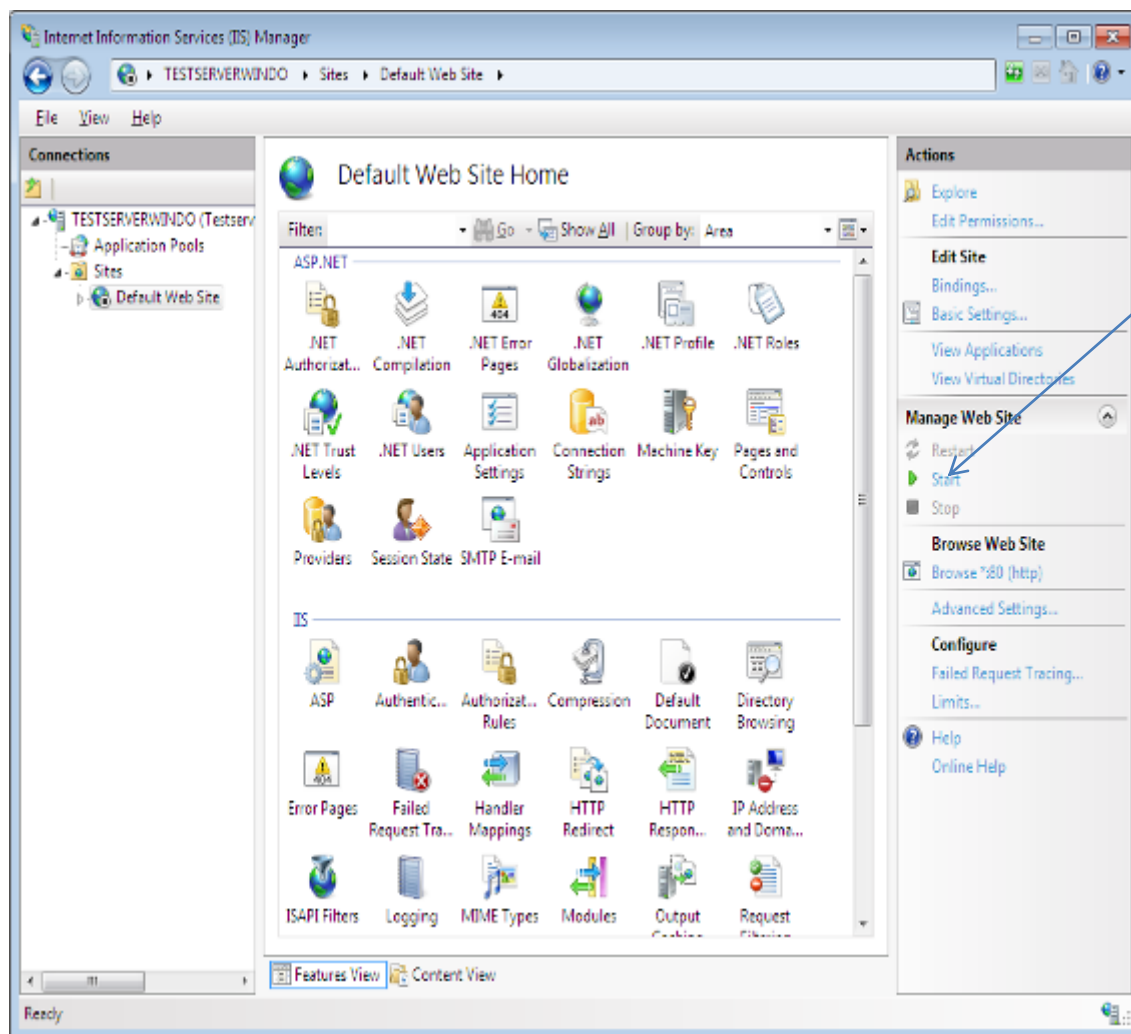 Internet Information Services (IIS) Manager
TESTSERVERWINDO Sites Default Web Site
File View Help
Connections
TESTSERVERWINDO (Testserv
Application Pools
Sites
Default Web Site
Default Web Site Home
Filter: Go Show All Group by: Area
ASP.NET
.NET Authorizat...
.NET Compilation
.NET Error Pages
.NET Globalization
.NET Profile
.NET Roles
.NET Trust Levels
.NET Users
Application Settings
Connection Strings
Machine Key
Pages and Controls
Providers
Session State
SMTP E-mail
IIS
ASP
Authentic...
Authorizat... Rules
Compression
Default Document
Directory Browsing
Error Pages
Failed Request Tra...
Handler Mappings
HTTP Redirect
HTTP Respon...
IP Address and Doma...
ISAPI Filters
Logging
MIME Types
Modules
Output Caching
Request Filtering
Features View Content View
Actions
Explore
Edit Permissions...
Edit Site
Bindings...
Basic Settings...
View Applications
View Virtual Directories
Manage Web Site
Restart
Start
Stop
Browse Web Site
Browse *:80 (http)
Advanced Settings...
Configure
Failed Request Tracing...
Limits...
Help
Online Help
Ready